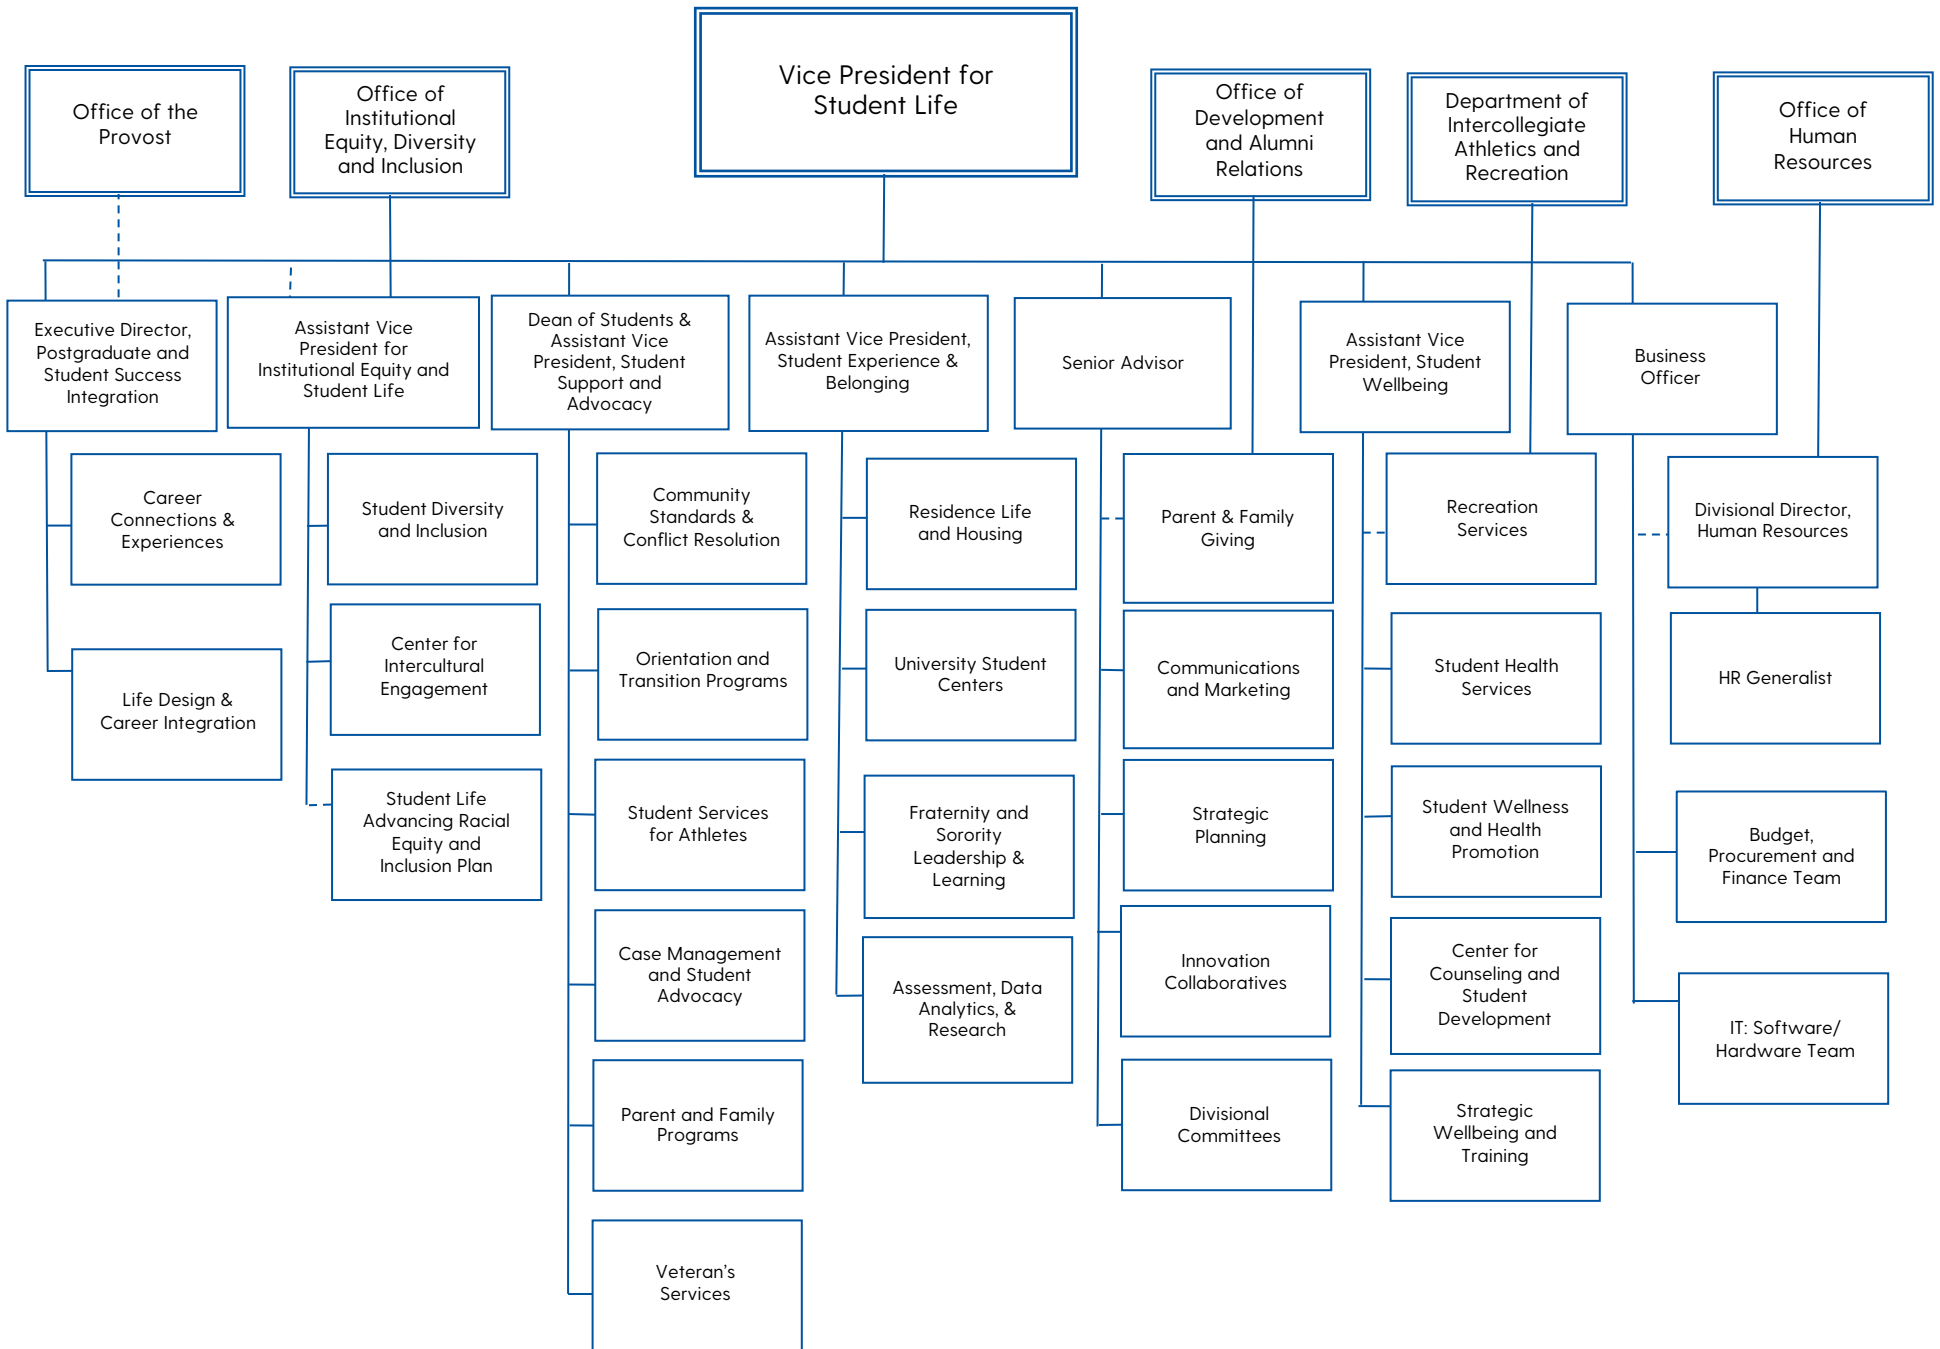 Vice President for
Student Life
Office of the
Provost
Office of
Institutional
Equity, Diversity
and Inclusion
Office of
Development
and Alumni
Relations
Department of
Intercollegiate
Athletics and
Recreation
Office of
Human
Resources
Executive Director,
Postgraduate and
Student Success
Integration
Assistant Vice
President for
Institutional Equity and
Student Life
Dean of Students &
Assistant Vice
President, Student
Support and
Advocacy
Assistant Vice President,
Student Experience &
Belonging
Senior Advisor
Assistant Vice
President, Student
Wellbeing
Business
Officer
Career
Connections &
Experiences
Life Design &
Career Integration
Student Diversity
and Inclusion
Center for
Intercultural
Engagement
Student Life
Advancing Racial
Equity and
Inclusion Plan
Community
Standards &
Conflict Resolution
Orientation and
Transition Programs
Student Services
for Athletes
Case Management
and Student
Advocacy
Parent and Family
Programs
Veteran's
Services
Residence Life
and Housing
University Student
Centers
Fraternity and
Sorority
Leadership &
Learning
Assessment, Data
Analytics, &
Research
Parent & Family
Giving
Communications
and Marketing
Strategic
Planning
Innovation
Collaboratives
Divisional
Committees
Recreation
Services
Student Health
Services
Student Wellness
and Health
Promotion
Center for
Counseling and
Student
Development
Strategic
Wellbeing and
Training
Divisional Director,
Human Resources
HR Generalist
Budget,
Procurement and
Finance Team
IT: Software/
Hardware Team